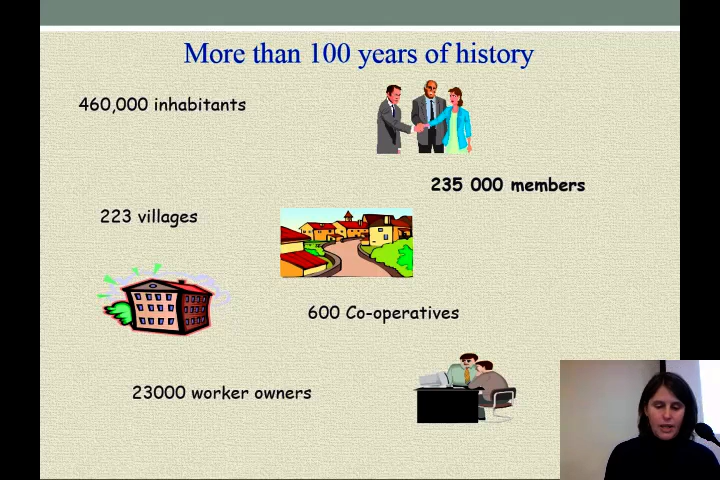 More than 100 years of history
460,000 inhabitants
235 000 members
223 villages
600 Co-operatives
23000 worker owners